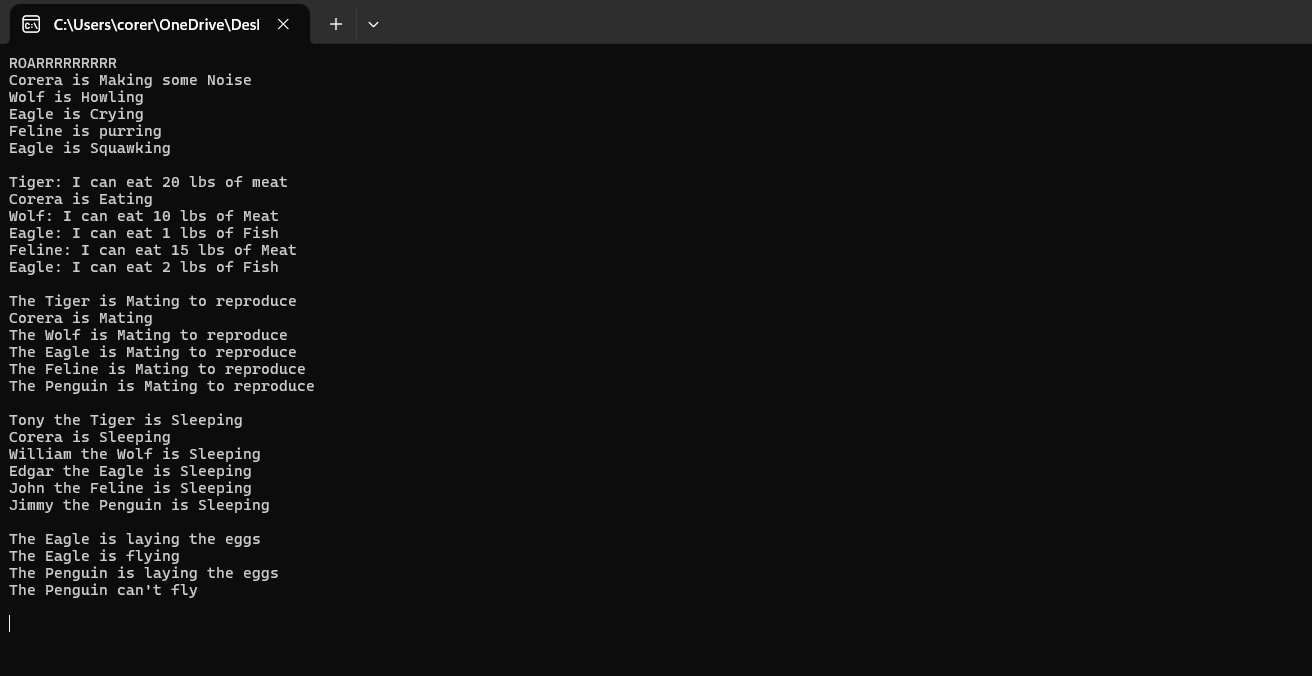 C:\Users\corer\OneDrive\Desl
ROARRRRRRRRR
Corera is Making some Noise
Wolf is Howling
Eagle is Crying
Feline is purring
Eagle is Squawking
Tiger: I can eat 20 lbs of meat
Corera is Eating
Wolf: I can eat 10 lbs of Meat
Eagle: I can eat 1 lbs of Fish
Feline: I can eat 15 lbs of Meat
Eagle: I can eat 2 lbs of Fish
The Tiger is Mating to reproduce
Corera is Mating
The Wolf is Mating to reproduce
The Eagle is Mating to reproduce
The Feline is Mating to reproduce
The Penguin is Mating to reproduce
Tony the Tiger is Sleeping
Corera is Sleeping
William the Wolf is Sleeping
Edgar the Eagle is Sleeping
John the Feline is Sleeping
Jimmy the Penguin is Sleeping
The Eagle is laying the eggs
The Eagle is flying
The Penguin is laying the eggs
The Penguin can't fly